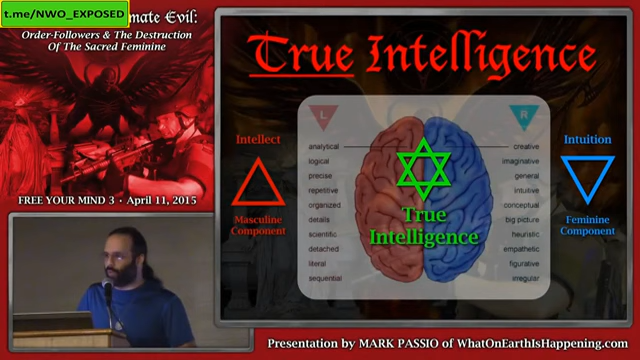 t.me/NWO_EXPOSED
mate Evil:
Order-Followers & The Destruction
Of The Sacred Feminine
FREE YOUR MIND 3 · April 11, 2015
True Intelligence
L
R
Intellect
Masculine
Component
analytical
logical
precise
repetitive
organized
details
scientific
detached
literal
sequential
True
Intelligence
creative
imaginative
general
intuitive
conceptual
big picture
heuristic
empathetic
figurative
irregular
Intuition
Feminine
Component
Presentation by MARK PASSIO of WhatOnEarthIsHappening.com